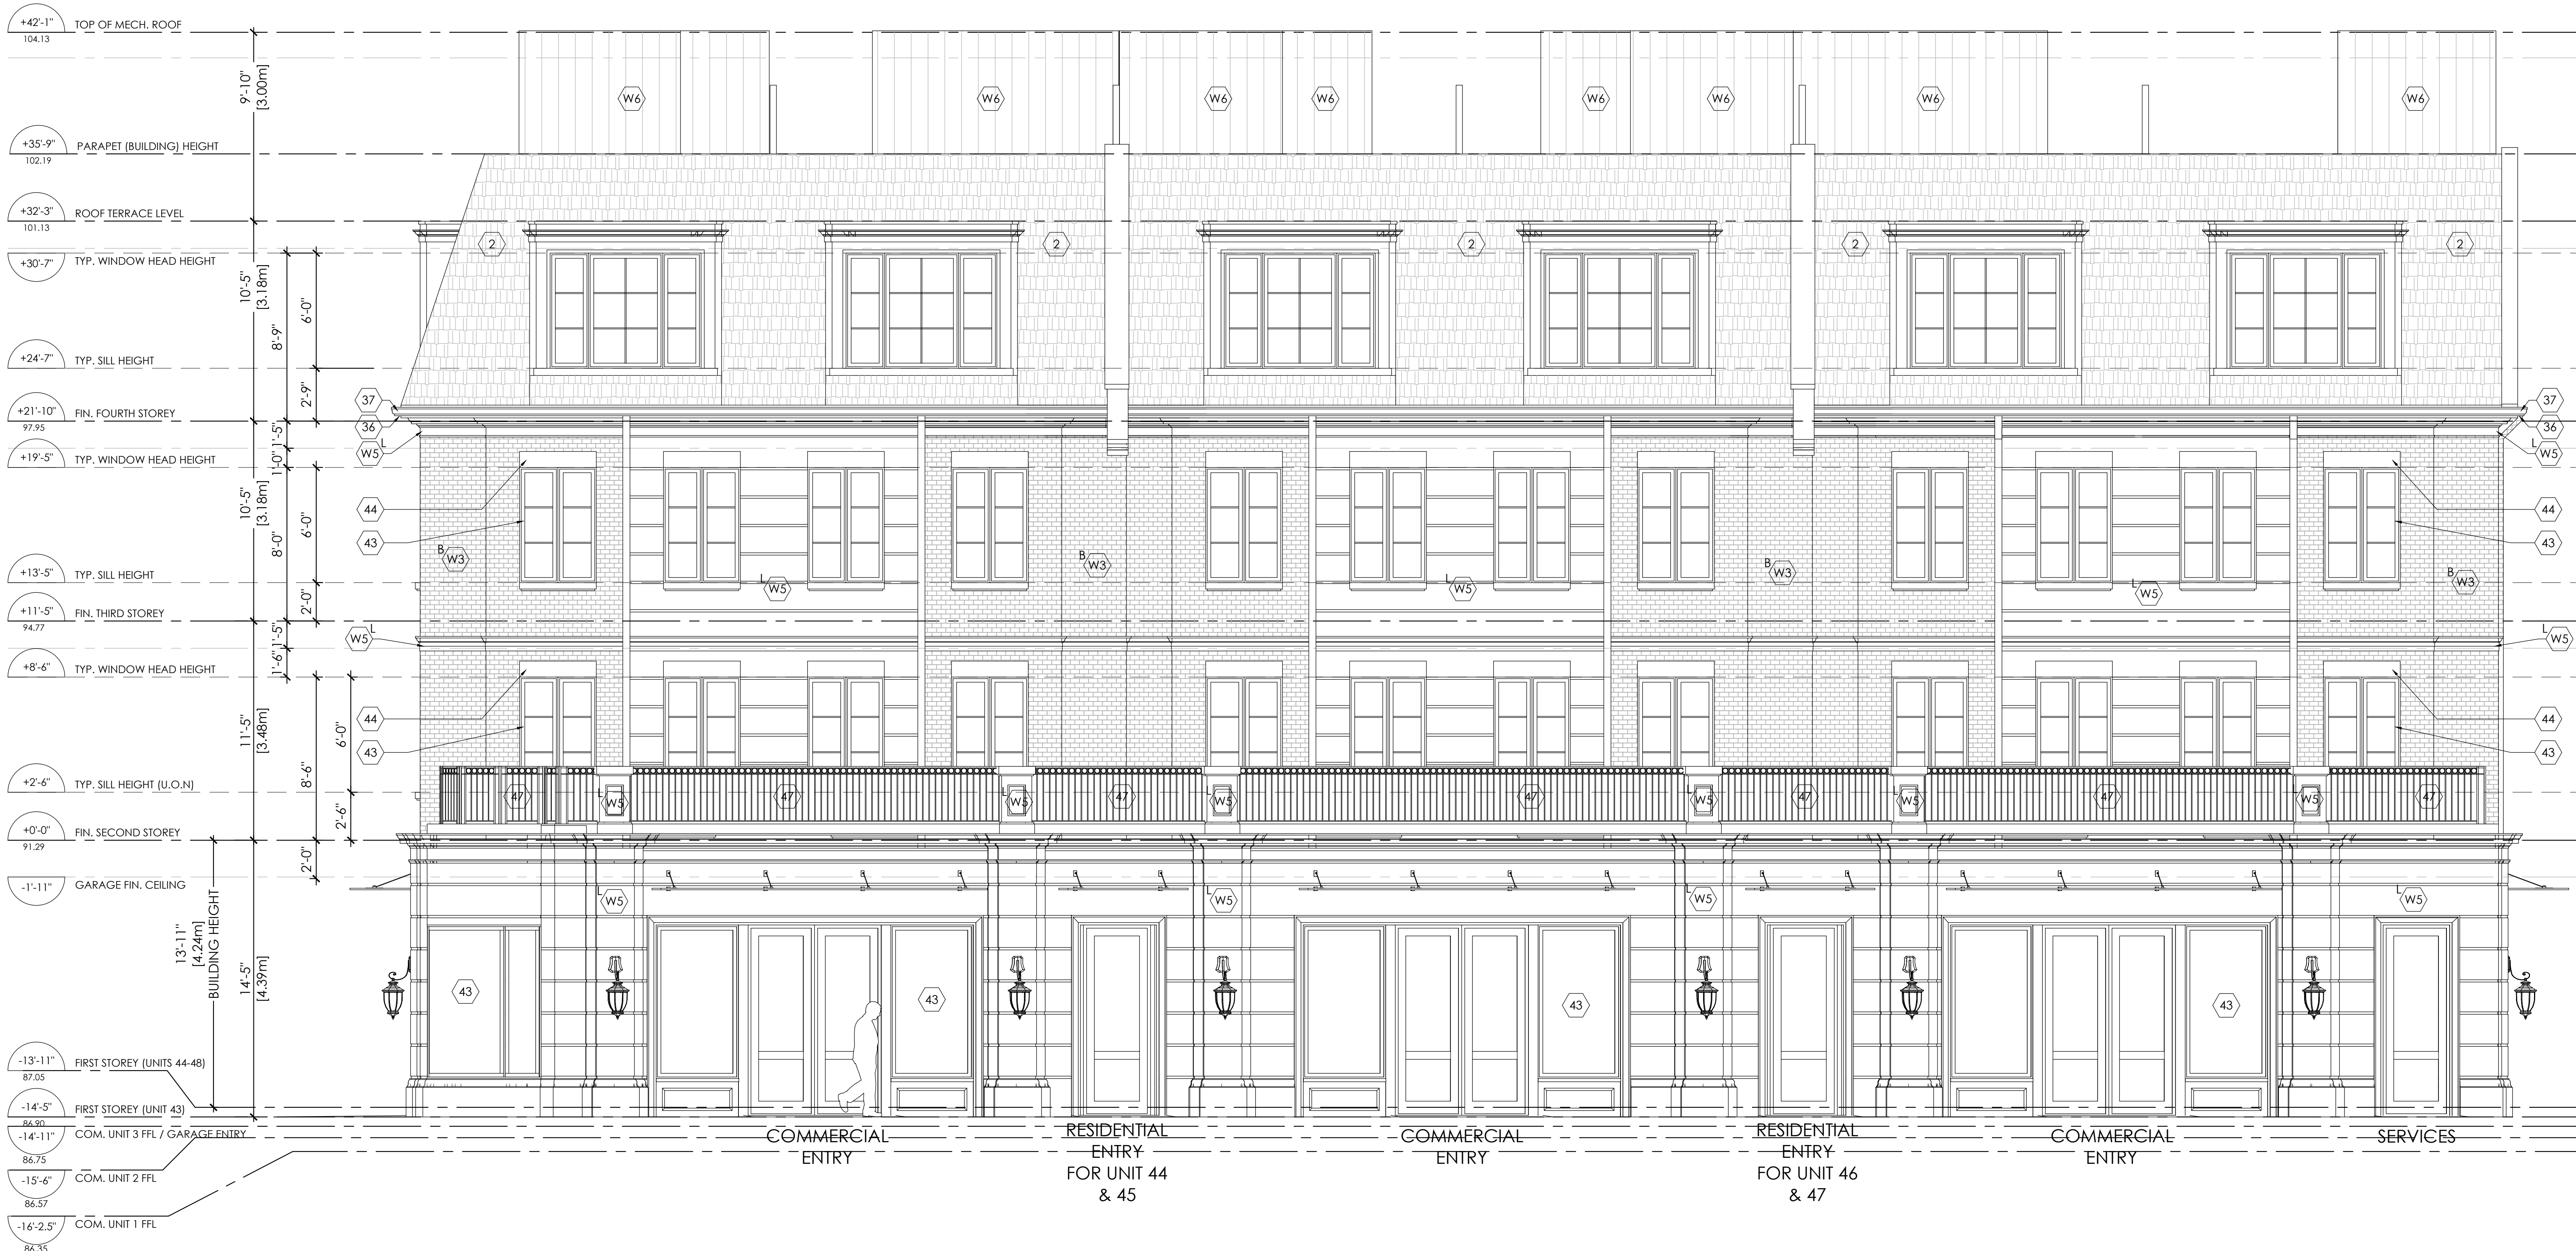 +42'-1" TOP OF MECH. ROOF
104.13
9'-10"
[3.00m]
W6 W6 W6 W6 W6 W6 W6 W6
+35'-9" PARAPET (BUILDING) HEIGHT
102.19
+32'-3" ROOF TERRACE LEVEL
101.13
2 2 2 2 2
+30'-7" TYP. WINDOW HEAD HEIGHT
10'-5"
[3.18m]
8'-9"
6'-0"
+24'-7" TYP. SILL HEIGHT
2'-9"
37 37
+21'-10" FIN. FOURTH STOREY
97.95
36 36
1'-5"
W5 L L W5
+19'-5" TYP. WINDOW HEAD HEIGHT
1'-0"
10'-5"
[3.18m]
8'-0"
6'-0"
44 44
43 43
B W3 B W3 B W3 B W3
+13'-5" TYP. SILL HEIGHT
L W5 L W5 L W5
2'-0"
+11'-5" FIN. THIRD STOREY
94.77
1'-5"
W5 L L W5
1'-6"
+8'-6" TYP. WINDOW HEAD HEIGHT
11'-5"
[3.48m]
8'-6"
6'-0"
44 44
43 43
+2'-6" TYP. SILL HEIGHT (U.O.N)
47 L W5 47 L W5 47 L W5 47 L W5 47 L W5 47 L W5 47
2'-6"
+0'-0" FIN. SECOND STOREY
91.29
2'-0"
-1'-11" GARAGE FIN. CEILING
L W5 L W5 L W5 L W5
13'-11"
[4.24m]
BUILDING HEIGHT
14'-5"
[4.39m]
43 43 43 43
-13'-11" FIRST STOREY (UNITS 44-48)
87.05
-14'-5" FIRST STOREY (UNIT 43)
86.90
-14'-11" COM. UNIT 3 FFL / GARAGE ENTRY
86.75
-15'-6" COM. UNIT 2 FFL
86.57
-16'-2.5" COM. UNIT 1 FFL
86.35
COMMERCIAL
ENTRY
RESIDENTIAL
ENTRY
FOR UNIT 44
& 45
COMMERCIAL
ENTRY
RESIDENTIAL
ENTRY
FOR UNIT 46
& 47
COMMERCIAL
ENTRY
SERVICES